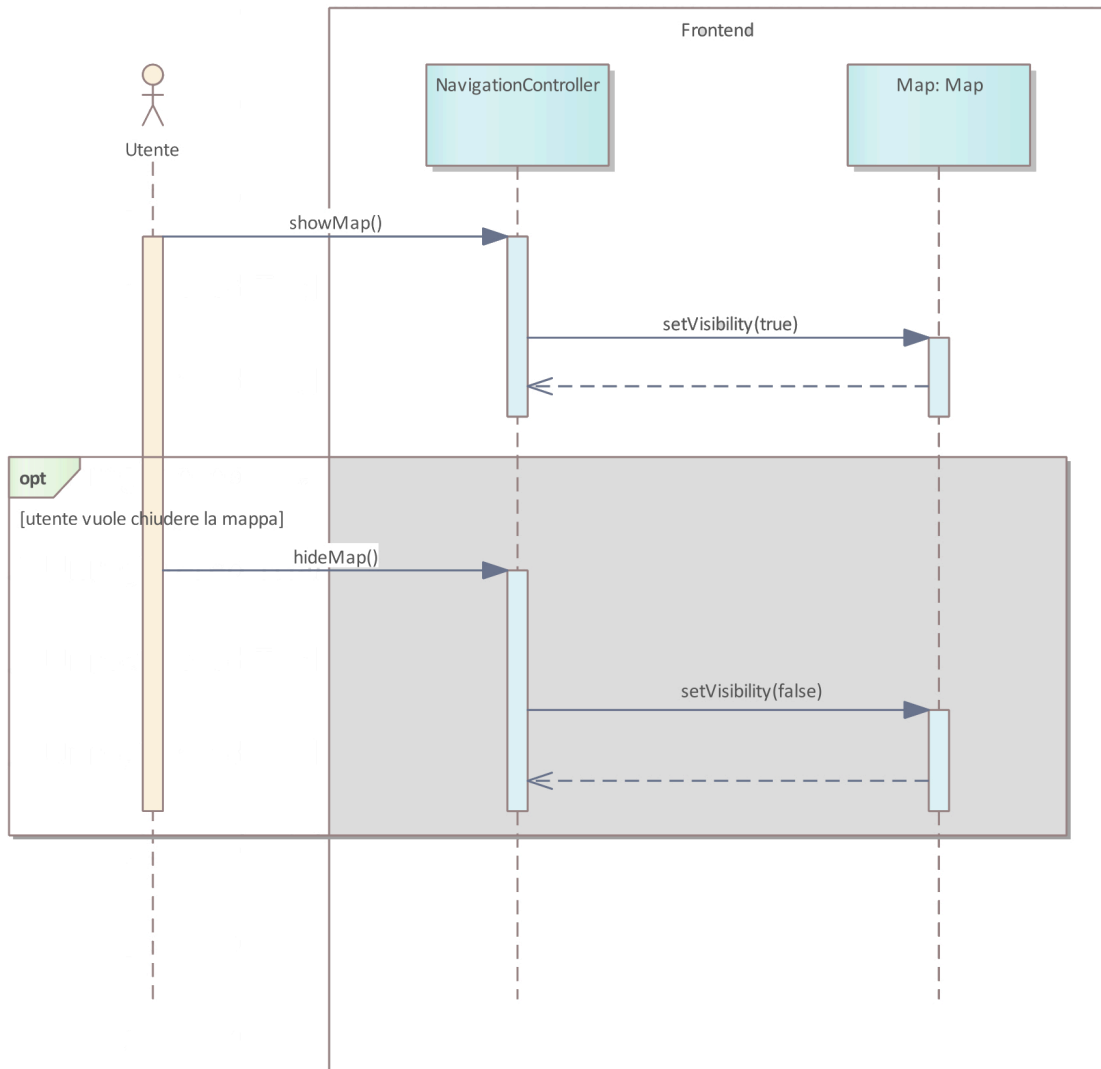 Frontend
NavigationController
Map: Map
Utente
showMap()
setVisibility(true)
opt
[utente vuole chiudere la mappa]
hideMap()
setVisibility(false)